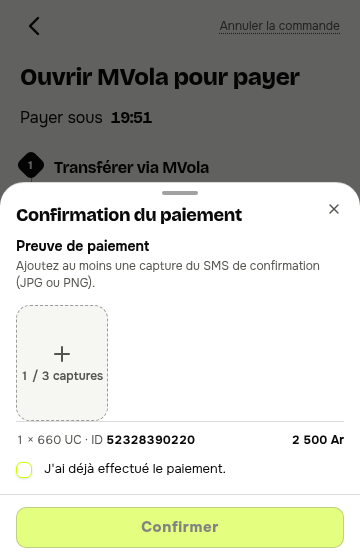 Annuler la commande
Ouvrir MVola pour payer
Payer sous 19:51
1 Transférer via MVola
Confirmation du paiement
Preuve de paiement
Ajoutez au moins une capture du SMS de confirmation
(JPG ou PNG).
1 / 3 captures
1 × 660 UC · ID 52328390220 2 500 Ar
J'ai déjà effectué le paiement.
Confirmer